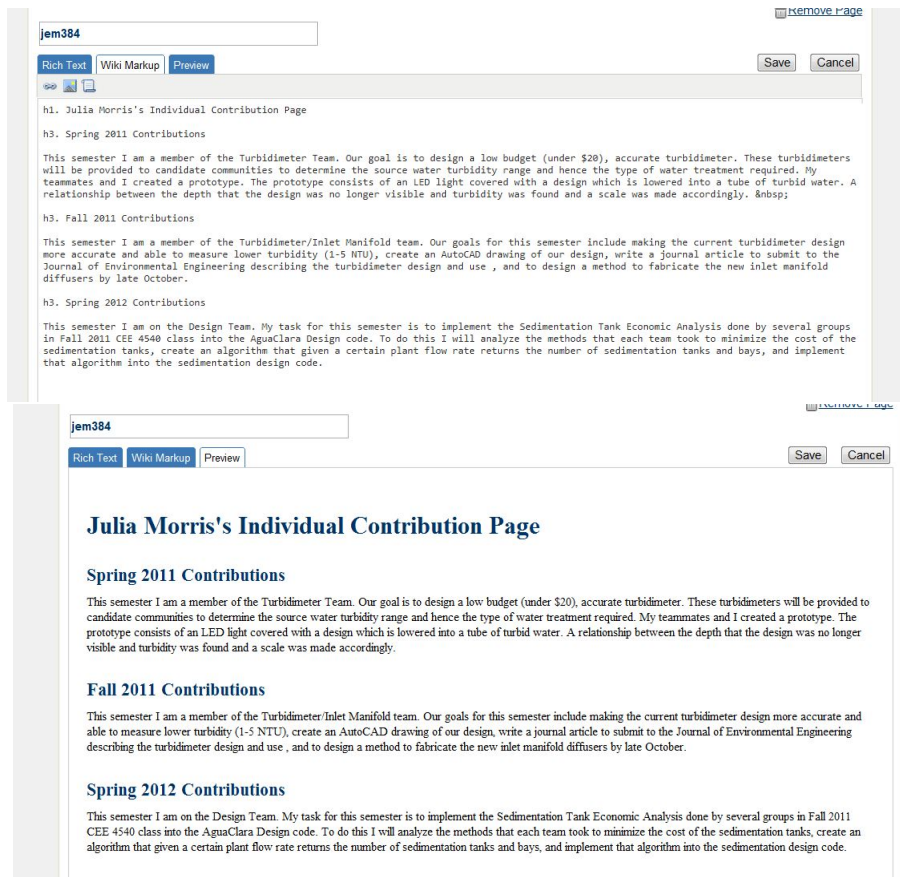 Remove Page
jem384
Rich Text Wiki Markup Preview Save Cancel
h1. Julia Morris's Individual Contribution Page
h3. Spring 2011 Contributions
This semester I am a member of the Turbidimeter Team. Our goal is to design a low budget (under $20), accurate turbidimeter. These turbidimeters
will be provided to candidate communities to determine the source water turbidity range and hence the type of water treatment required. My
teammates and I created a prototype. The prototype consists of an LED light covered with a design which is lowered into a tube of turbid water. A
relationship between the depth that the design was no longer visible and turbidity was found and a scale was made accordingly. &nbsp;
h3. Fall 2011 Contributions
This semester I am a member of the Turbidimeter/Inlet Manifold team. Our goals for this semester include making the current turbidimeter design
more accurate and able to measure lower turbidity (1-5 NTU), create an AutoCAD drawing of our design, write a journal article to submit to the
Journal of Environmental Engineering describing the turbidimeter design and use , and to design a method to fabricate the new inlet manifold
diffusers by late October.
h3. Spring 2012 Contributions
This semester I am on the Design Team. My task for this semester is to implement the Sedimentation Tank Economic Analysis done by several groups
in Fall 2011 CEE 4540 class into the AguaClara Design code. To do this I will analyze the methods that each team took to minimize the cost of the
sedimentation tanks, create an algorithm that given a certain plant flow rate returns the number of sedimentation tanks and bays, and implement
that algorithm into the sedimentation design code.
Remove Page
jem384
Rich Text Wiki Markup Preview Save Cancel
Julia Morris's Individual Contribution Page
Spring 2011 Contributions
This semester I am a member of the Turbidimeter Team. Our goal is to design a low budget (under $20), accurate turbidimeter. These turbidimeters will be provided to
candidate communities to determine the source water turbidity range and hence the type of water treatment required. My teammates and I created a prototype. The
prototype consists of an LED light covered with a design which is lowered into a tube of turbid water. A relationship between the depth that the design was no longer
visible and turbidity was found and a scale was made accordingly.
Fall 2011 Contributions
This semester I am a member of the Turbidimeter/Inlet Manifold team. Our goals for this semester include making the current turbidimeter design more accurate and
able to measure lower turbidity (1-5 NTU), create an AutoCAD drawing of our design, write a journal article to submit to the Journal of Environmental Engineering
describing the turbidimeter design and use , and to design a method to fabricate the new inlet manifold diffusers by late October.
Spring 2012 Contributions
This semester I am on the Design Team. My task for this semester is to implement the Sedimentation Tank Economic Analysis done by several groups in Fall 2011
CEE 4540 class into the AguaClara Design code. To do this I will analyze the methods that each team took to minimize the cost of the sedimentation tanks, create an
algorithm that given a certain plant flow rate returns the number of sedimentation tanks and bays, and implement that algorithm into the sedimentation design code.